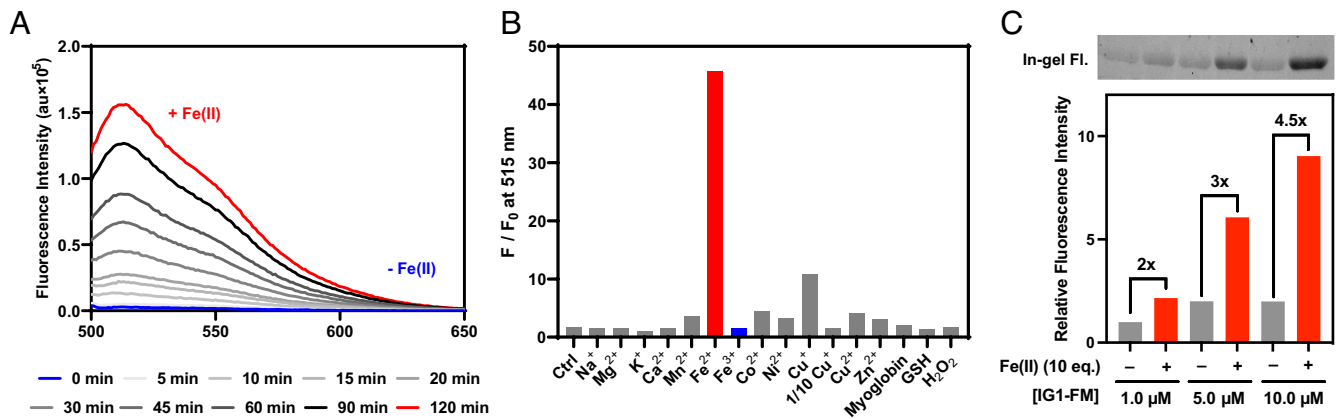 A
Fluorescence Intensity (au×10⁵)
2.0
1.5
1.0
0.5
0.0
500
550
600
650
+ Fe(II)
- Fe(II)
0 min
5 min
10 min
15 min
20 min
30 min
45 min
60 min
90 min
120 min
B
F / F₀ at 515 nm
50
40
30
20
10
0
Ctrl
Na⁺
Mg²⁺
K⁺
Ca²⁺
Mn²⁺
Fe²⁺
Fe³⁺
Co²⁺
Ni²⁺
Cu⁺
1/10 Cu⁺
Cu²⁺
Zn²⁺
Myoglobin
GSH
H₂O₂
C
In-gel Fl.
Relative Fluorescence Intensity
10
5
0
2x
3x
4.5x
Fe(II) (10 eq.) – + – + – +
[IG1-FM] 1.0 µM 5.0 µM 10.0 µM